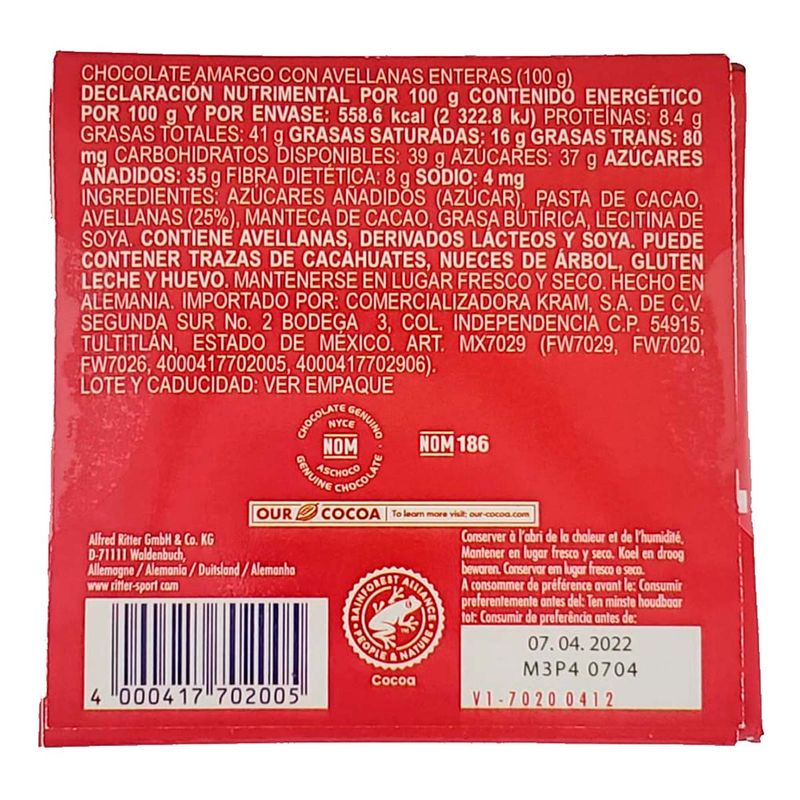 CHOCOLATE AMARGO CON AVELLANAS ENTERAS (100 g)
DECLARACIÓN NUTRIMENTAL POR 100 g CONTENIDO ENERGÉTICO
POR 100 g Y POR ENVASE: 558.6 kcal (2 322.8 kJ) PROTEÍNAS: 8.4 g
GRASAS TOTALES: 41 g GRASAS SATURADAS: 16 g GRASAS TRANS: 80
mg CARBOHIDRATOS DISPONIBLES: 39 g AZÚCARES: 37 g AZÚCARES
AÑADIDOS: 35 g FIBRA DIETÉTICA: 8 g SODIO: 4 mg
INGREDIENTES: AZÚCARES AÑADIDOS (AZÚCAR), PASTA DE CACAO,
AVELLANAS (25%), MANTECA DE CACAO, GRASA BUTÍRICA, LECITINA DE
SOYA. CONTIENE AVELLANAS, DERIVADOS LÁCTEOS Y SOYA. PUEDE
CONTENER TRAZAS DE CACAHUATES, NUECES DE ÁRBOL, GLUTEN
LECHE Y HUEVO. MANTENERSE EN LUGAR FRESCO Y SECO. HECHO EN
ALEMANIA. IMPORTADO POR: COMERCIALIZADORA KRAM, S.A. DE C.V.
SEGUNDA SUR No. 2 BODEGA 3, COL. INDEPENDENCIA C.P. 54915,
TULTITLÁN, ESTADO DE MÉXICO. ART. MX7029 (FW7029, FW7020,
FW7026, 4000417702005, 4000417702906).
LOTE Y CADUCIDAD: VER EMPAQUE
CHOCOLATE GENUINO
NYCE
NOM
ASCHOCO
GENUINE CHOCOLATE
NOM 186
OUR COCOA To learn more visit: our-cocoa.com
Alfred Ritter GmbH & Co. KG
D-71111 Waldenbuch,
Allemagne / Alemania / Duitsland / Alemanha
www.ritter-sport.com
4 000417 702005
RAINFOREST ALLIANCE
PEOPLE & NATURE
TM
Cocoa
Conserver à l'abri de la chaleur et de l'humidité,
Mantener en lugar fresco y seco. Koel en droog
bewaren. Conservar em lugar fresco e seco.
A consommer de préférence avant le: Consumir
preferentemente antes del: Ten minste houdbaar
tot: Consumir de preferência antes de:
07. 04. 2022
M3P4 0704
V1-7020 0412